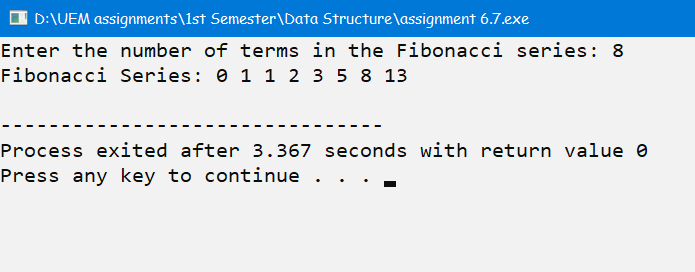 D:\UEM assignments\1st Semester\Data Structure\assignment 6.7.exe
Enter the number of terms in the Fibonacci series: 8
Fibonacci Series: 0 1 1 2 3 5 8 13
--------------------------------
Process exited after 3.367 seconds with return value 0
Press any key to continue . . .